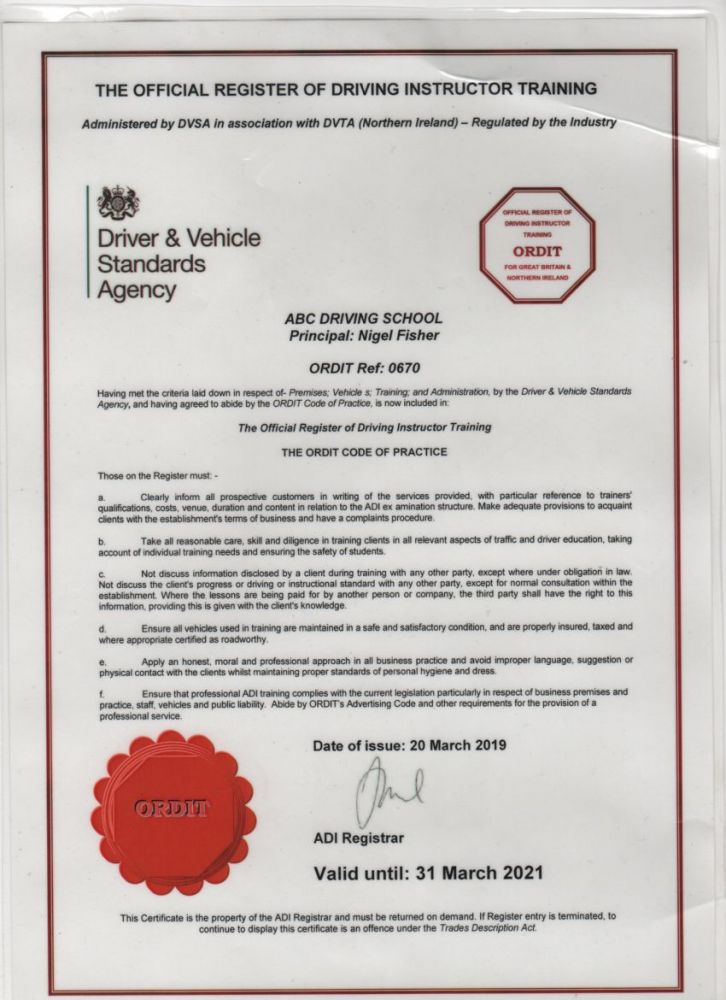 THE OFFICIAL REGISTER OF DRIVING INSTRUCTOR TRAINING
Administered by DVSA in association with DVTA (Northern Ireland) – Regulated by the Industry
Driver & Vehicle
Standards
Agency
OFFICIAL REGISTER OF
DRIVING INSTRUCTOR
TRAINING
ORDIT
FOR GREAT BRITAIN &
NORTHERN IRELAND
ABC DRIVING SCHOOL
Principal: Nigel Fisher
ORDIT Ref: 0670
Having met the criteria laid down in respect of- Premises; Vehicle s; Training; and Administration, by the Driver & Vehicle Standards
Agency, and having agreed to abide by the ORDIT Code of Practice, is now included in:
The Official Register of Driving Instructor Training
THE ORDIT CODE OF PRACTICE
Those on the Register must: -
a. Clearly inform all prospective customers in writing of the services provided, with particular reference to trainers'
qualifications, costs, venue, duration and content in relation to the ADI ex amination structure. Make adequate provisions to acquaint
clients with the establishment's terms of business and have a complaints procedure.
b. Take all reasonable care, skill and diligence in training clients in all relevant aspects of traffic and driver education, taking
account of individual training needs and ensuring the safety of students.
c. Not discuss information disclosed by a client during training with any other party, except where under obligation in law.
Not discuss the client's progress or driving or instructional standard with any other party, except for normal consultation within the
establishment. Where the lessons are being paid for by another person or company, the third party shall have the right to this
information, providing this is given with the client's knowledge.
d. Ensure all vehicles used in training are maintained in a safe and satisfactory condition, and are properly insured, taxed and
where appropriate certified as roadworthy.
e. Apply an honest, moral and professional approach in all business practice and avoid improper language, suggestion or
physical contact with the clients whilst maintaining proper standards of personal hygiene and dress.
f. Ensure that professional ADI training complies with the current legislation particularly in respect of business premises and
practice, staff, vehicles and public liability. Abide by ORDIT's Advertising Code and other requirements for the provision of a
professional service.
Date of issue: 20 March 2019
ORDIT
ADI Registrar
Valid until: 31 March 2021
This Certificate is the property of the ADI Registrar and must be returned on demand. If Register entry is terminated, to
continue to display this certificate is an offence under the Trades Description Act.